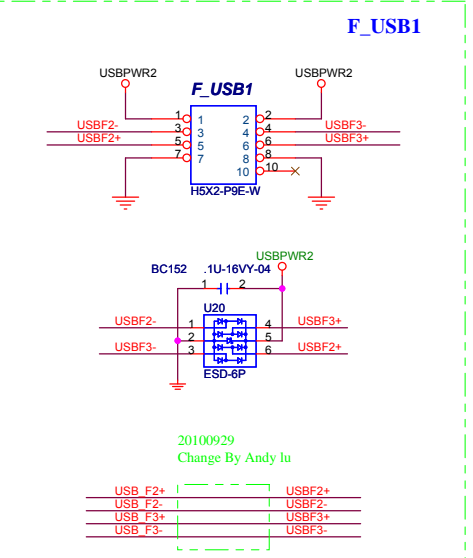 F_USB1
USBPWR2 USBPWR2
F_USB1
1 1 2 2
USBF2- 3 3 4 4 USBF3-
USBF2+ 5 5 6 6 USBF3+
7 7 8 8
10 10
H5X2-P9E-W
USBPWR2
BC152 .1U-16VY-04
1 2
U20
USBF2- 1 4 USBF3+
2 5
USBF3- 3 6 USBF2+
ESD-6P
20100929
Change By Andy lu
USB_F2+ USBF2+
USB_F2- USBF2-
USB_F3+ USBF3+
USB_F3- USBF3-